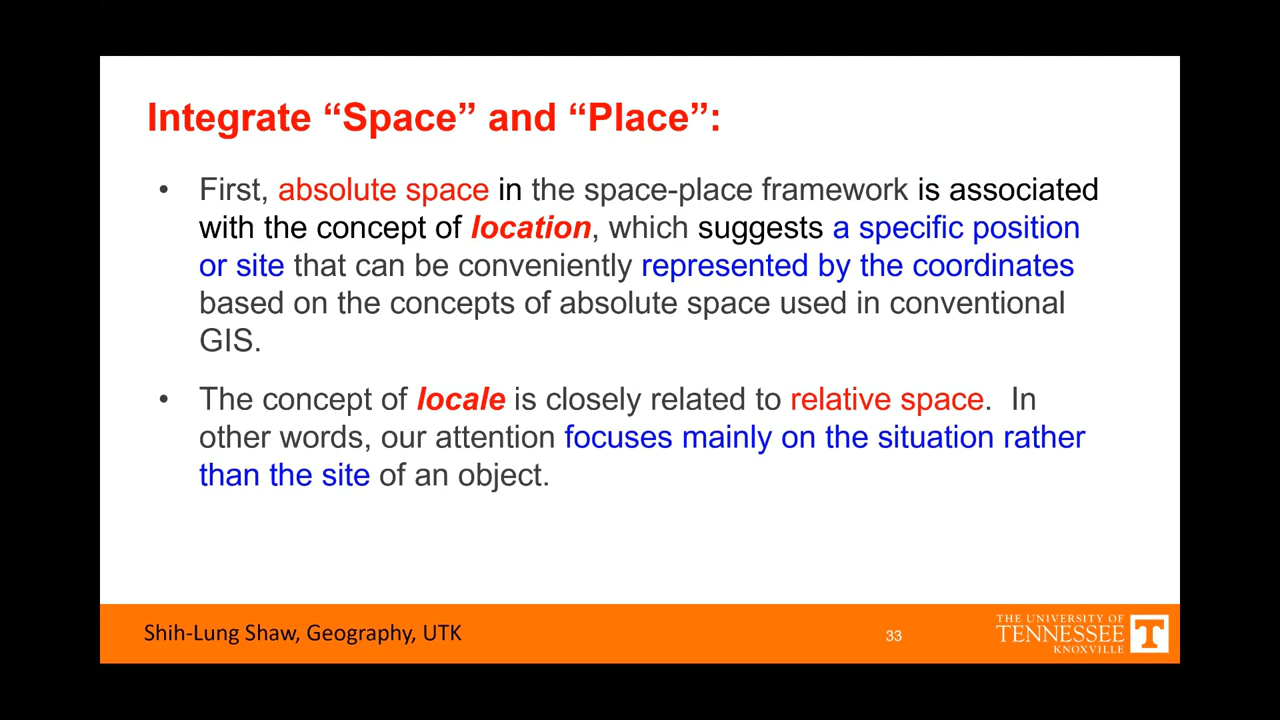 Integrate “Space” and “Place”:
• First, absolute space in the space-place framework is associated
with the concept of location, which suggests a specific position
or site that can be conveniently represented by the coordinates
based on the concepts of absolute space used in conventional
GIS.
• The concept of locale is closely related to relative space. In
other words, our attention focuses mainly on the situation rather
than the site of an object.
Shih-Lung Shaw, Geography, UTK
33
THE UNIVERSITY OF
TENNESSEE
KNOXVILLE
T